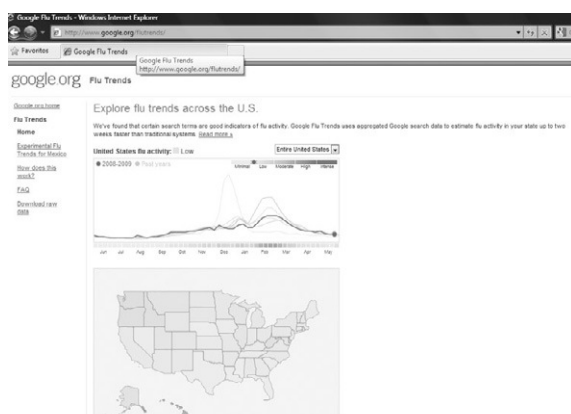 Google Flu Trends - Windows Internet Explorer
http://www.google.org/flutrends/
Favorites Google Flu Trends
Google Flu Trends
http://www.google.org/flutrends/
google.org Flu Trends
Google.org home
Flu Trends
Home
Experimental Flu
Trends for Mexico
How does this
work?
FAQ
Download raw
data
Explore flu trends across the U.S.
We've found that certain search terms are good indicators of flu activity. Google Flu Trends uses aggregated Google search data to estimate flu activity in your state up to two
weeks faster than traditional systems. Read more »
United States flu activity: Low
Entire United States
2008-2009 Past years
Minimal Low Moderate High Intense
Jun Jul Aug Sep Oct Nov Dec Jan Feb Mar Apr May